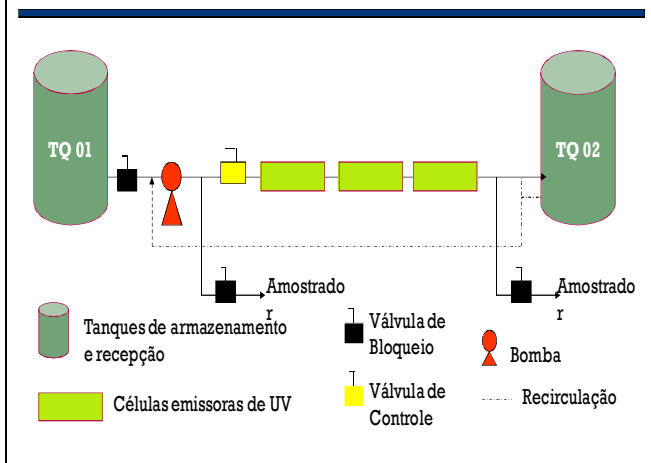 TQ 01
TQ 02
Amostrado
r
Amostrado
r
Tanques de armazenamento
e recepção
Válvula de
Bloqueio
Bomba
Células emissoras de UV
Válvula de
Controle
Recirculação